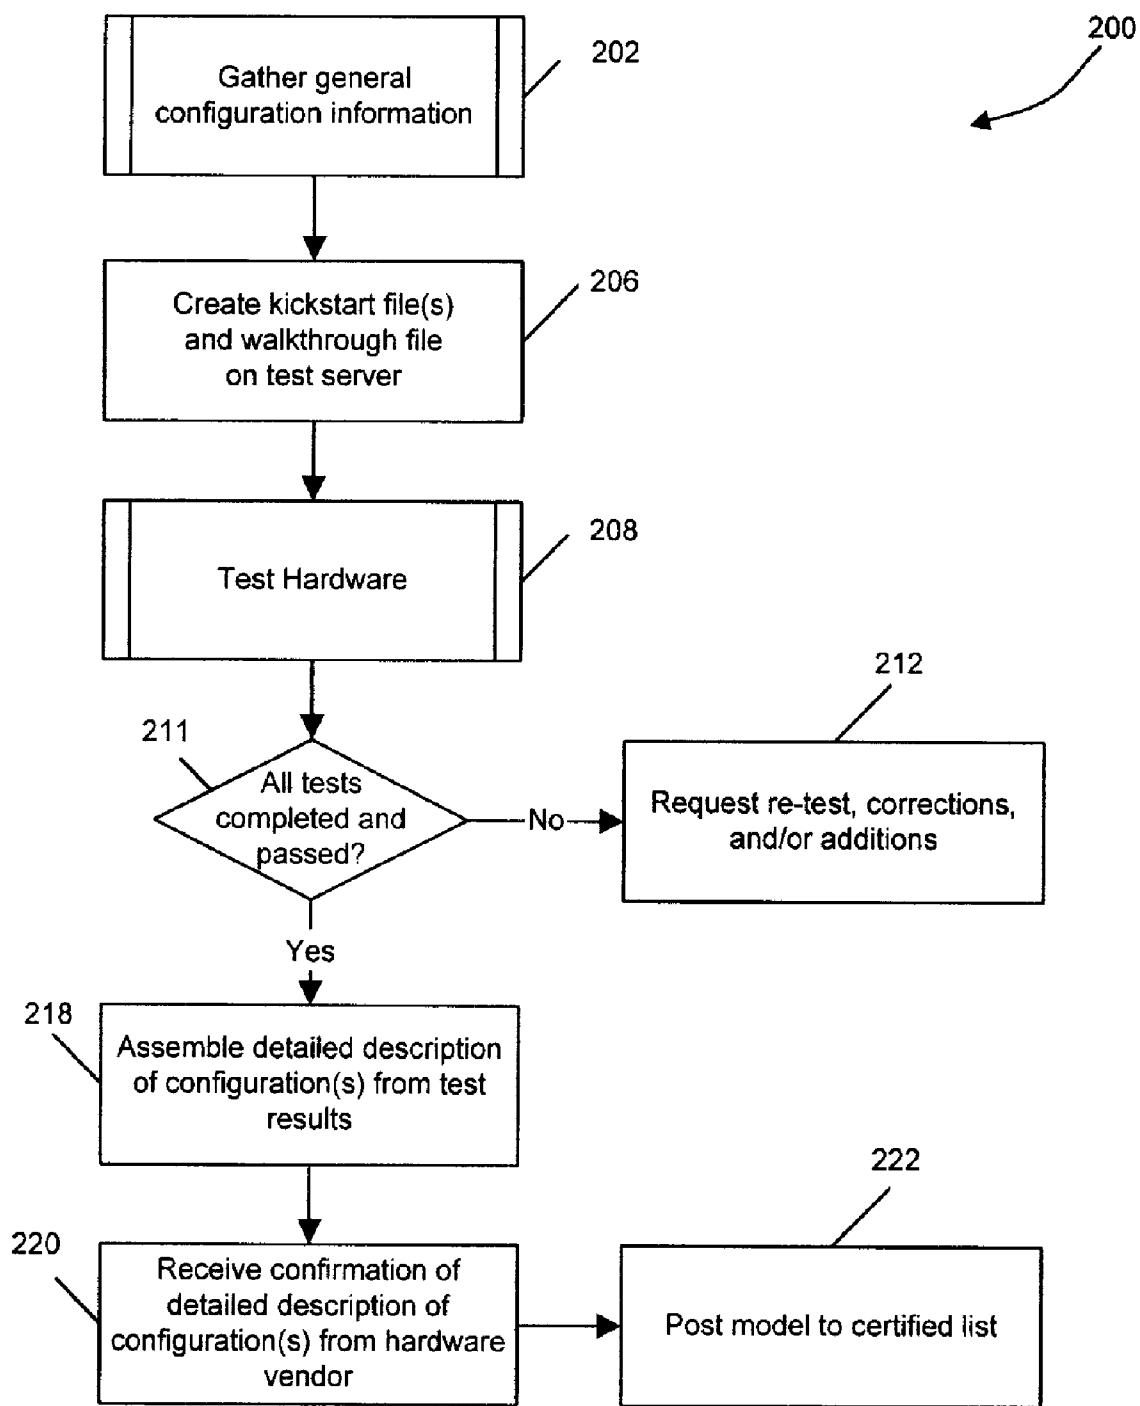 200
202
Gather general
configuration information
206
Create kickstart file(s)
and walkthrough file
on test server
208
Test Hardware
211
All tests
completed and
passed?
No
212
Request re-test, corrections,
and/or additions
Yes
218
Assemble detailed description
of configuration(s) from test
results
220
Receive confirmation of
detailed description of
configuration(s) from hardware
vendor
222
Post model to certified list